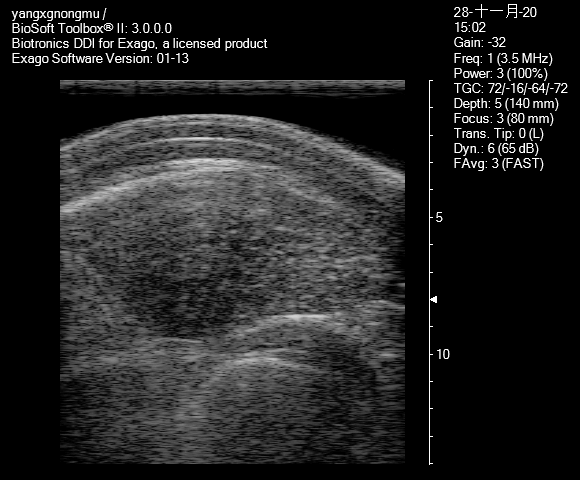 yangxgnongmu /
BioSoft Toolbox® II: 3.0.0.0
Biotronics DDI for Exago, a licensed product
Exago Software Version: 01-13
28-十一月-20
15:02
Gain: -32
Freq: 1 (3.5 MHz)
Power: 3 (100%)
TGC: 72/-16/-64/-72
Depth: 5 (140 mm)
Focus: 3 (80 mm)
Trans. Tip: 0 (L)
Dyn.: 6 (65 dB)
FAvg: 3 (FAST)
5
10